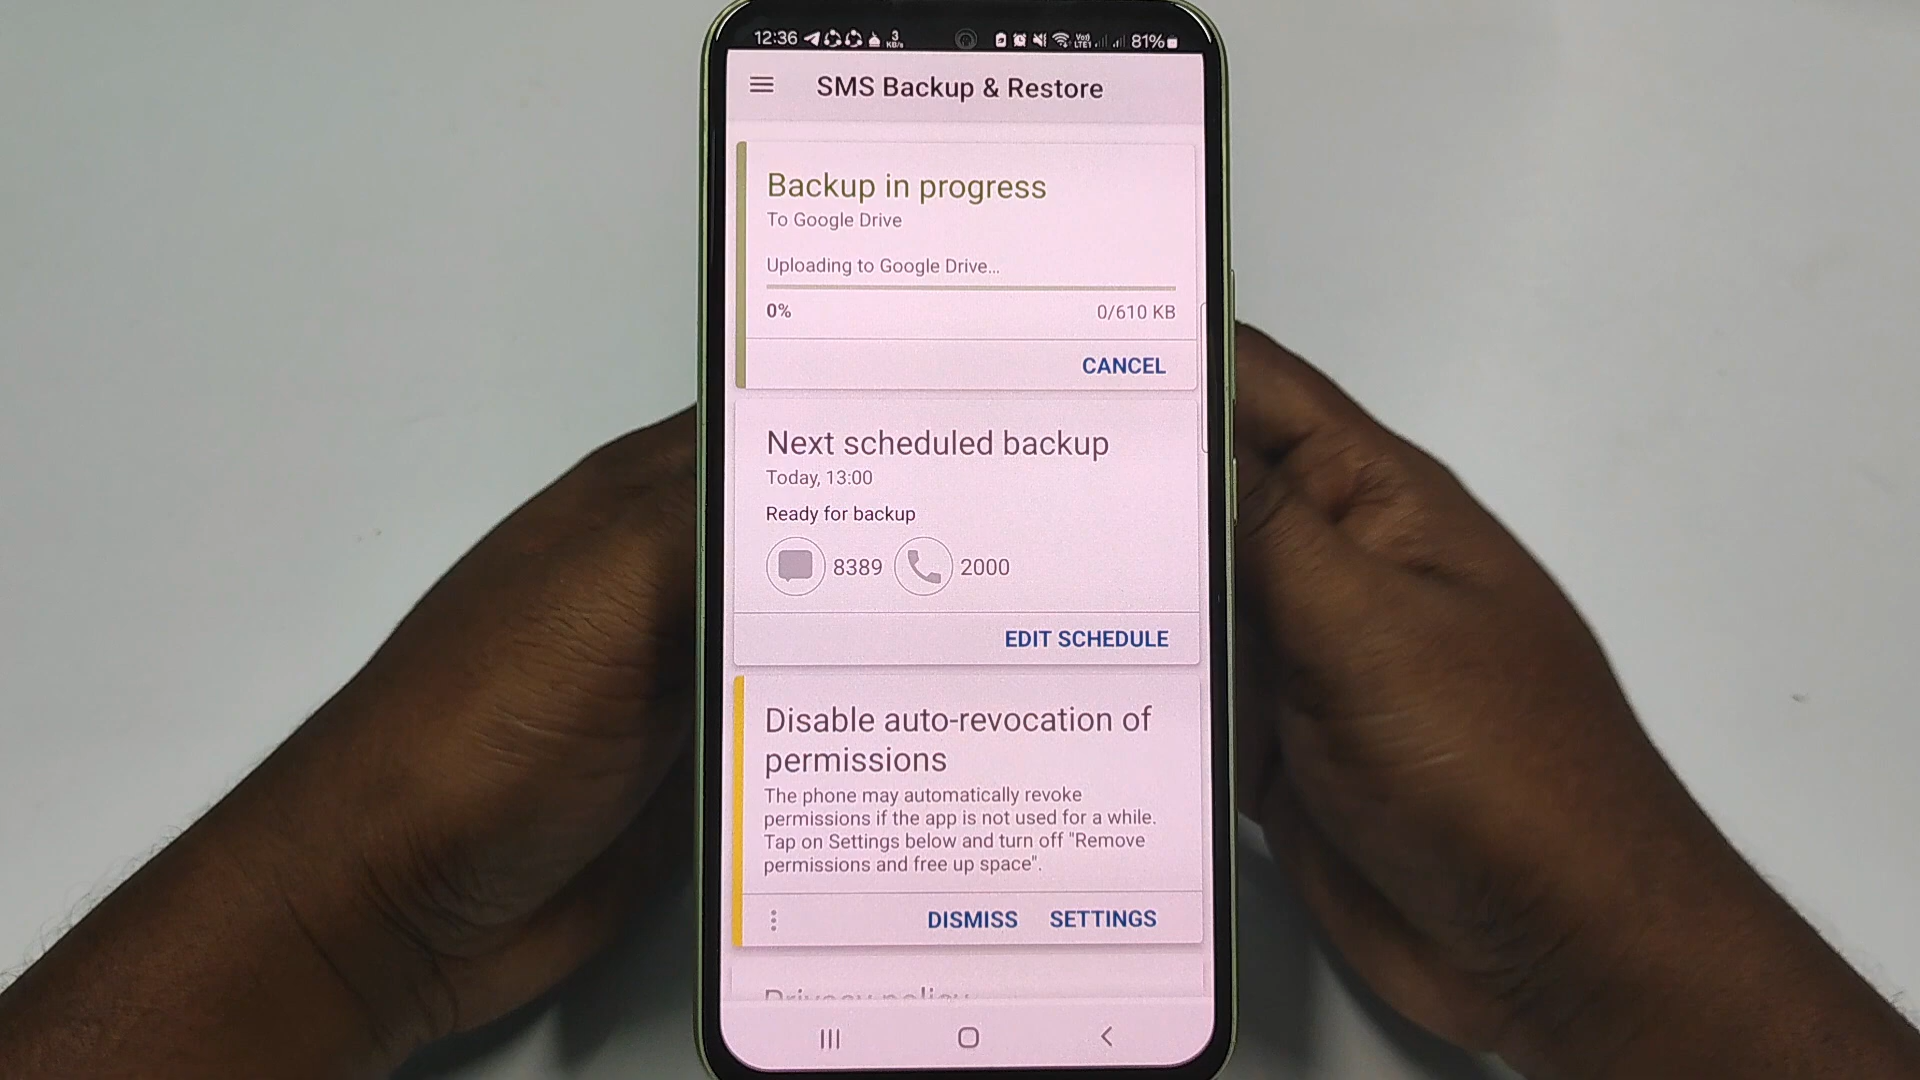 12:36 3 KB/s VoLTE1 81%
SMS Backup & Restore
Backup in progress
To Google Drive
Uploading to Google Drive...
0% 0/610 KB
CANCEL
Next scheduled backup
Today, 13:00
Ready for backup
8389 2000
EDIT SCHEDULE
Disable auto-revocation of
permissions
The phone may automatically revoke
permissions if the app is not used for a while.
Tap on Settings below and turn off "Remove
permissions and free up space".
DISMISS SETTINGS
Privacy policy